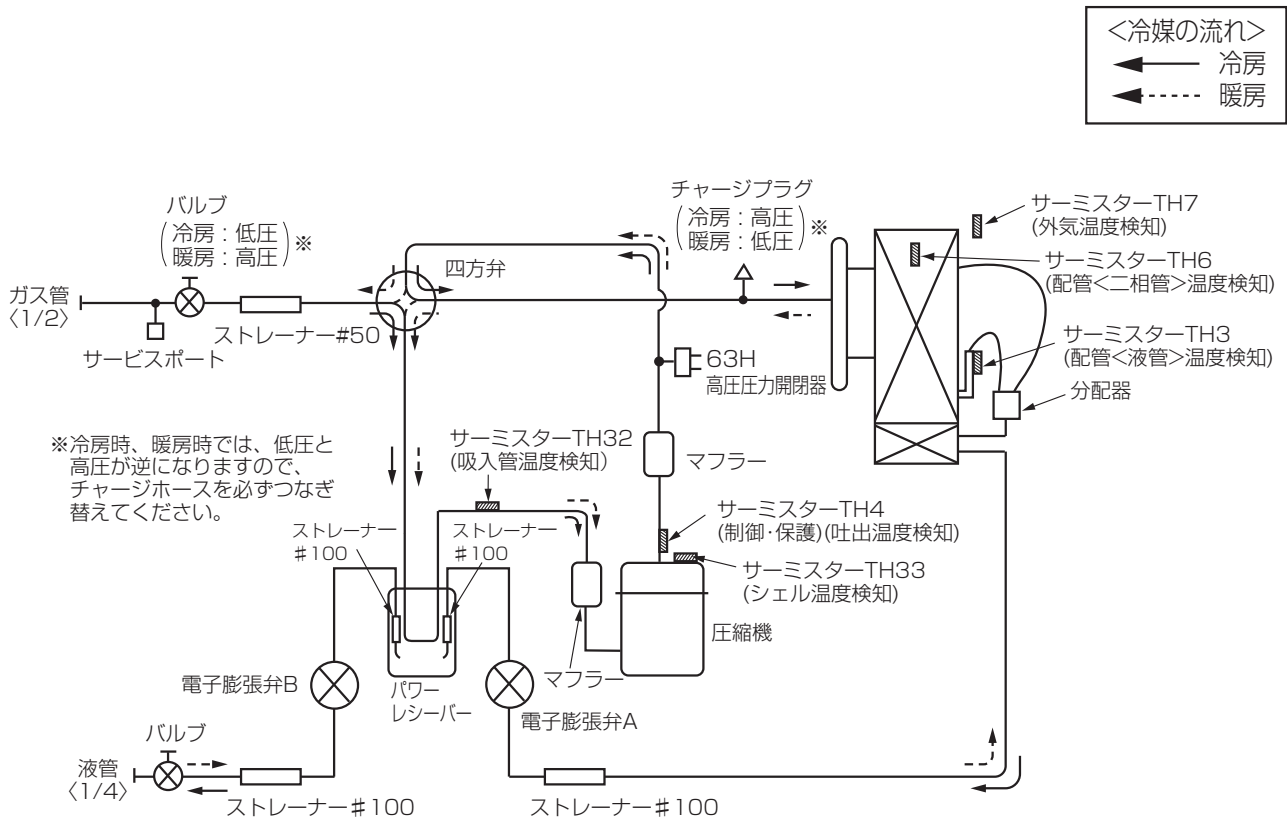 <冷媒の流れ>
冷房
暖房
バルブ
(冷房:低圧)※
(暖房:高圧)
チャージプラグ
(冷房:高圧)※
(暖房:低圧)
サーミスターTH7
(外気温度検知)
四方弁
サーミスターTH6
(配管<二相管>温度検知)
ガス管
〈1/2〉
ストレーナー#50
サービスポート
サーミスターTH3
(配管<液管>温度検知)
63H
高圧圧力開閉器
分配器
※冷房時、暖房時では、低圧と
高圧が逆になりますので、
チャージホースを必ずつなぎ
替えてください。
サーミスターTH32
(吸入管温度検知)
マフラー
ストレーナー
#100
ストレーナー
#100
サーミスターTH4
(制御・保護)(吐出温度検知)
サーミスターTH33
(シェル温度検知)
圧縮機
マフラー
電子膨張弁B
パワー
レシーバー
電子膨張弁A
バルブ
液管
〈1/4〉
ストレーナー#100
ストレーナー#100